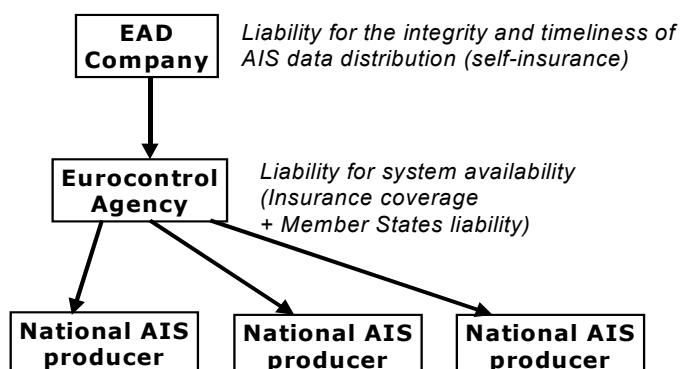 EAD
Company
Liability for the integrity and timeliness of
AIS data distribution (self-insurance)
Eurocontrol
Agency
Liability for system availability
(Insurance coverage
+ Member States liability)
National AIS
producer
National AIS
producer
National AIS
producer